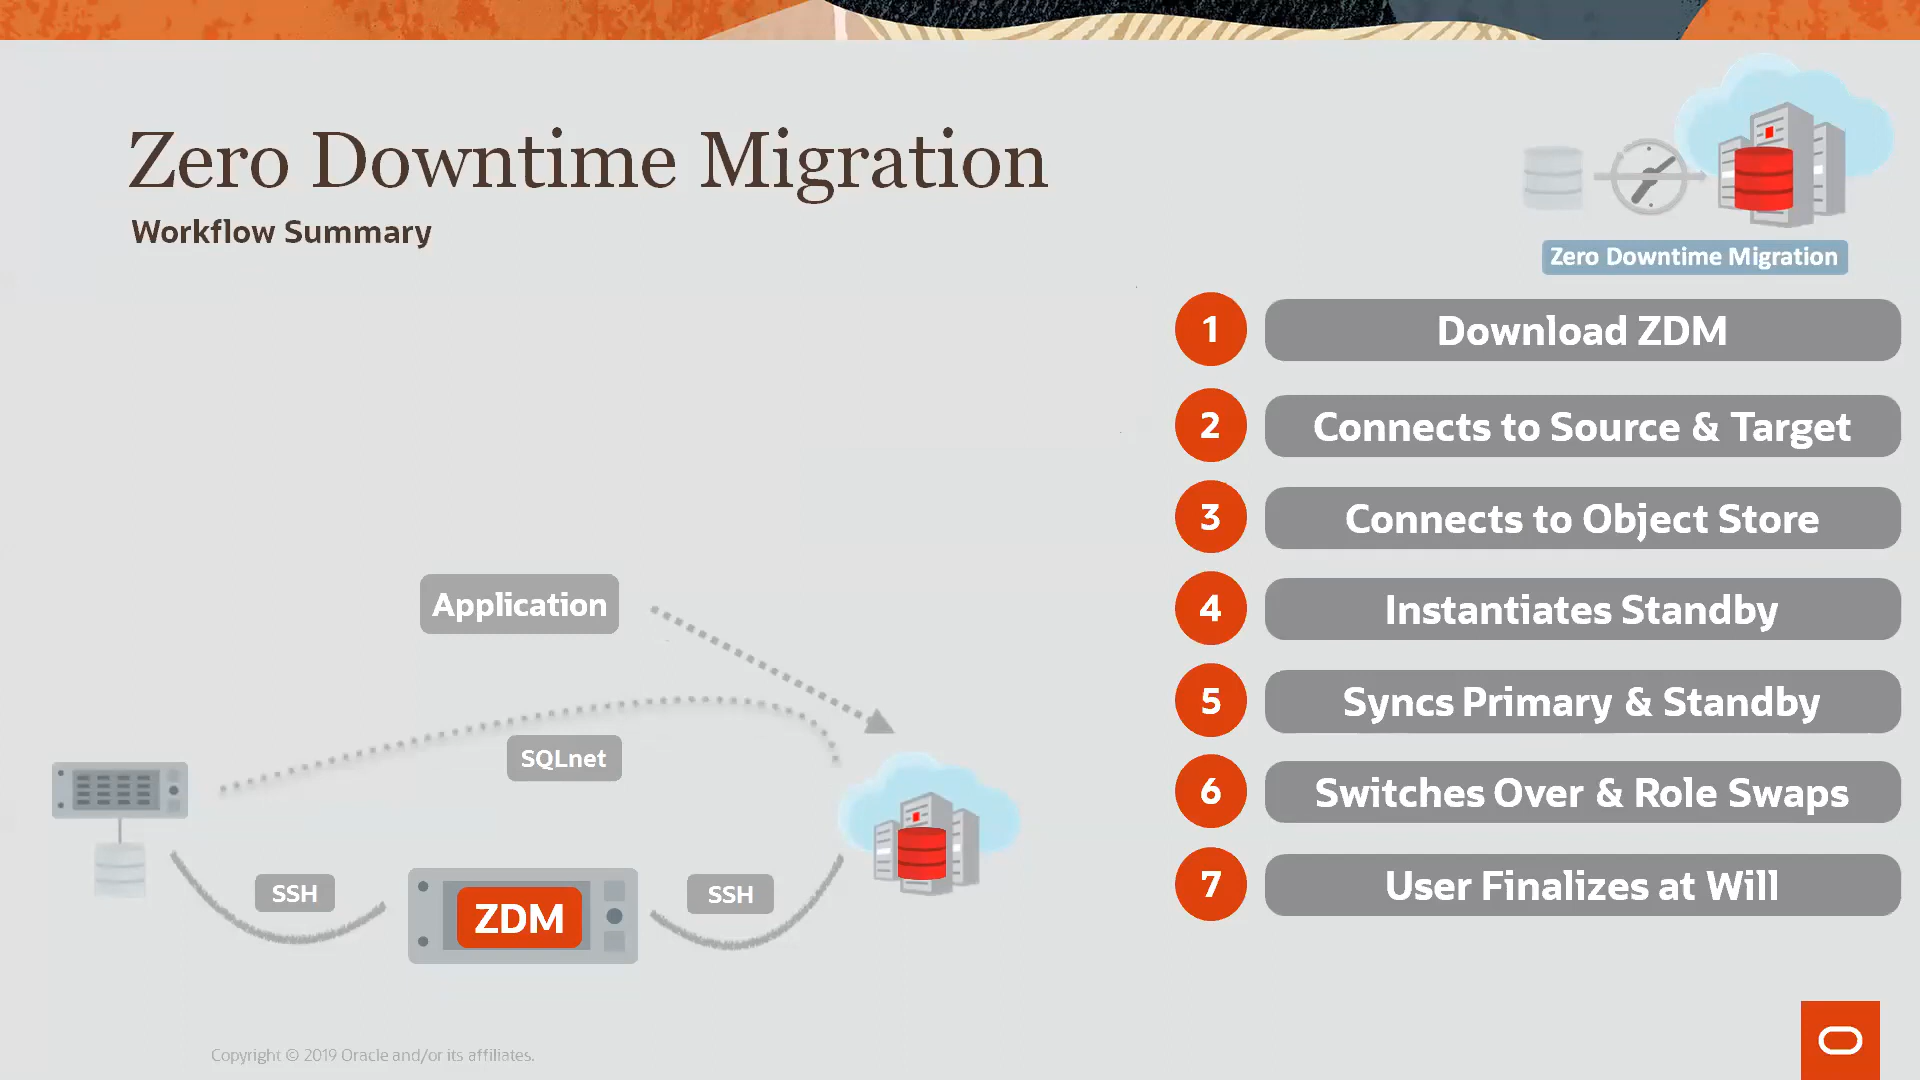 Zero Downtime Migration
Workflow Summary
Zero Downtime Migration
1 Download ZDM
2 Connects to Source & Target
3 Connects to Object Store
4 Instantiates Standby
5 Syncs Primary & Standby
6 Switches Over & Role Swaps
7 User Finalizes at Will
Application
SQLnet
SSH
ZDM
SSH
Copyright © 2019 Oracle and/or its affiliates.